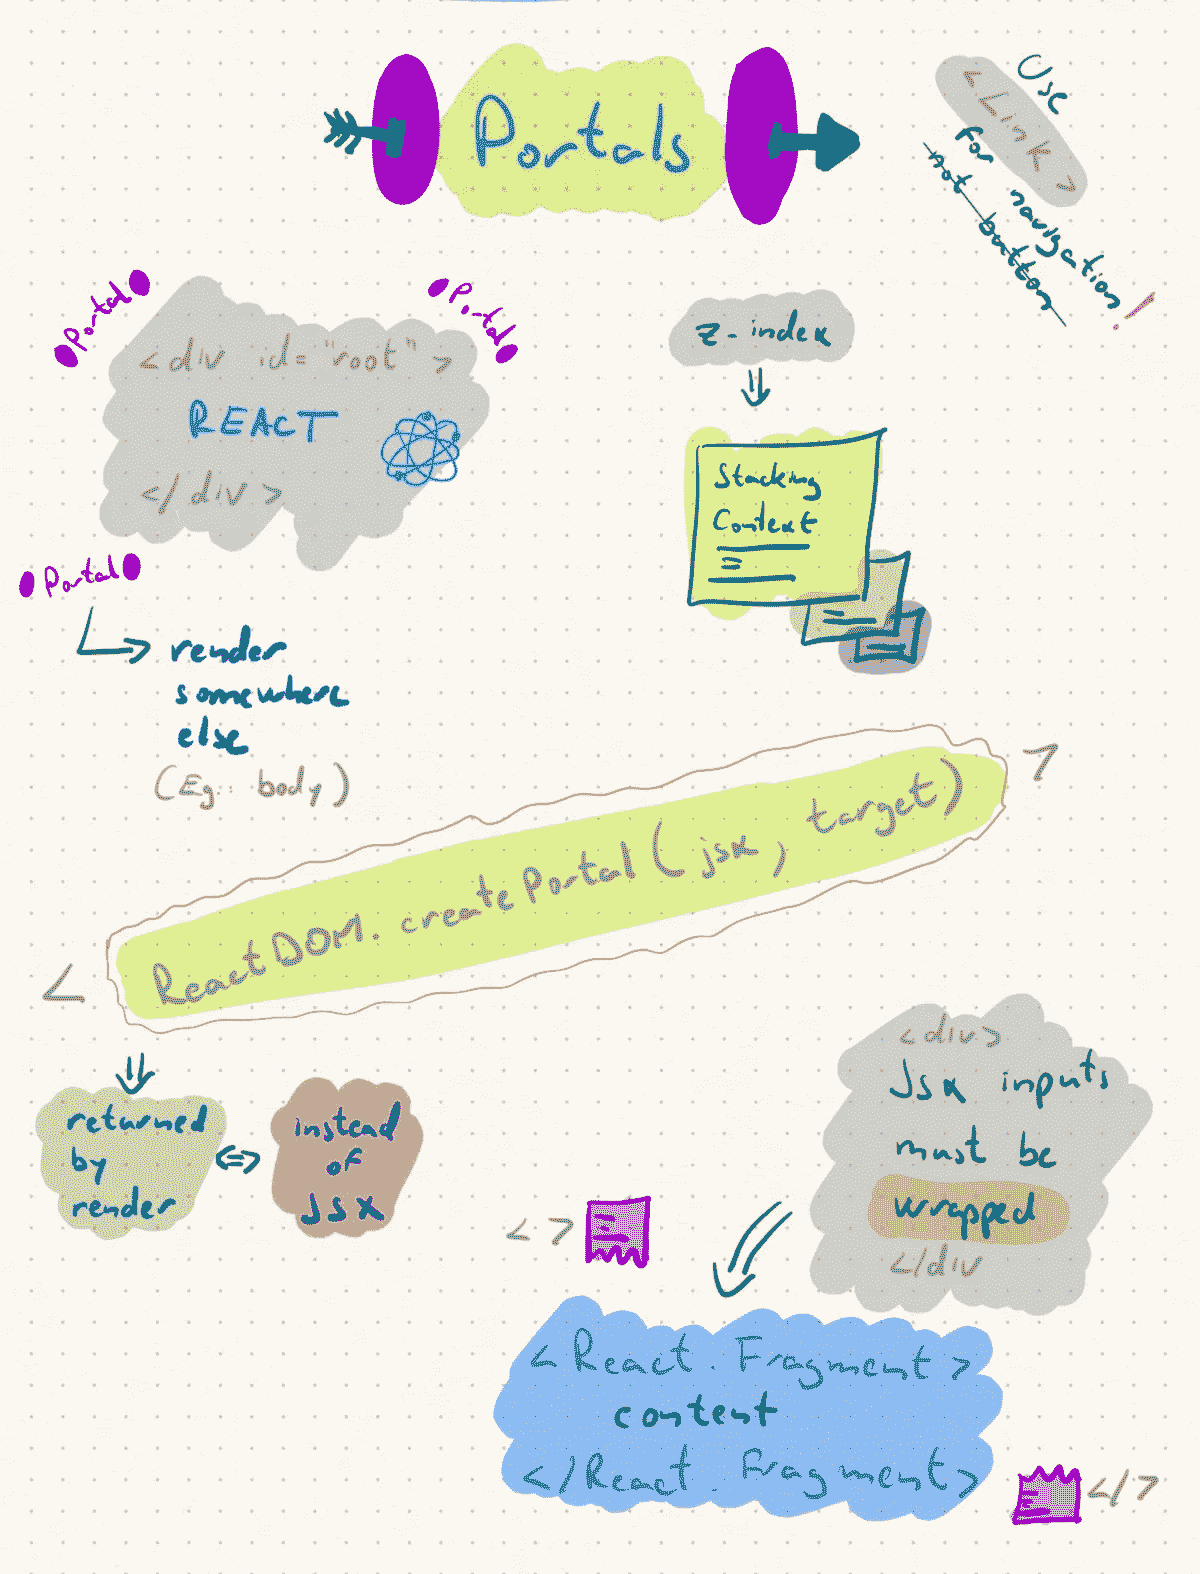 Portals
Use
<Link>
for navigation!
not button
Portal
Portal
<div id="root">
REACT
</div>
Portal
render
somewhere
else
(Eg. body)
z-index
Stacking
Context
<
ReactDOM.createPortal(jsx, target)
>
returned
by
render
<=>
instead
of
jsx
<div>
Jsx inputs
must be
wrapped
</div
<>
<React.Fragment>
content
</React.Fragment>
</>